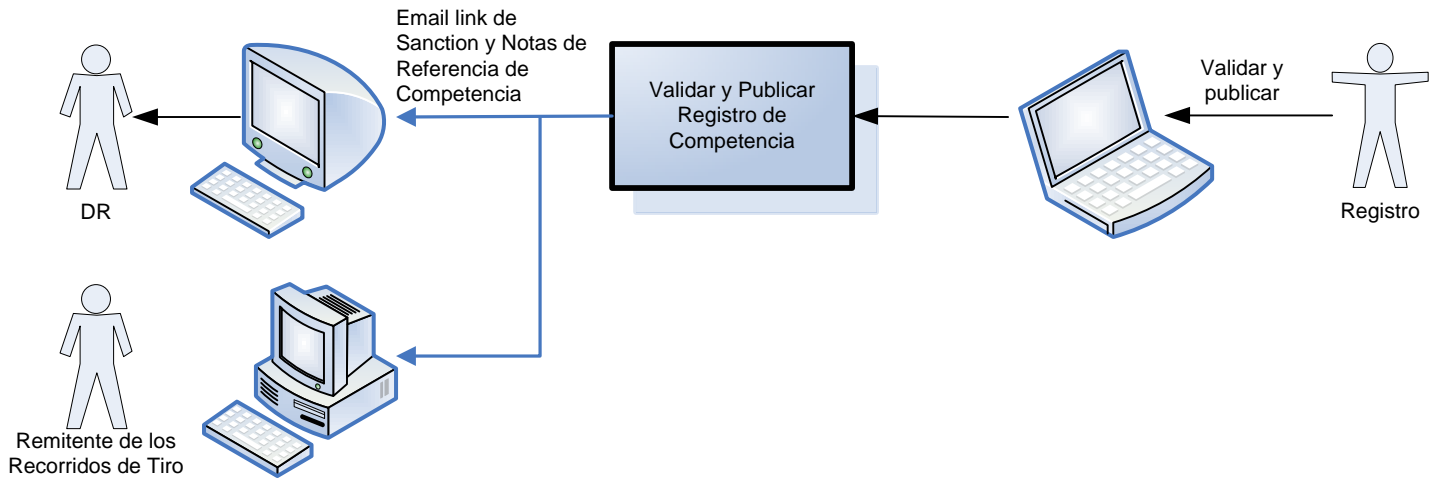 Email link de
Sanction y Notas de
Referencia de
Competencia
Validar y Publicar
Registro de
Competencia
Validar y
publicar
DR
Registro
Remitente de los
Recorridos de Tiro